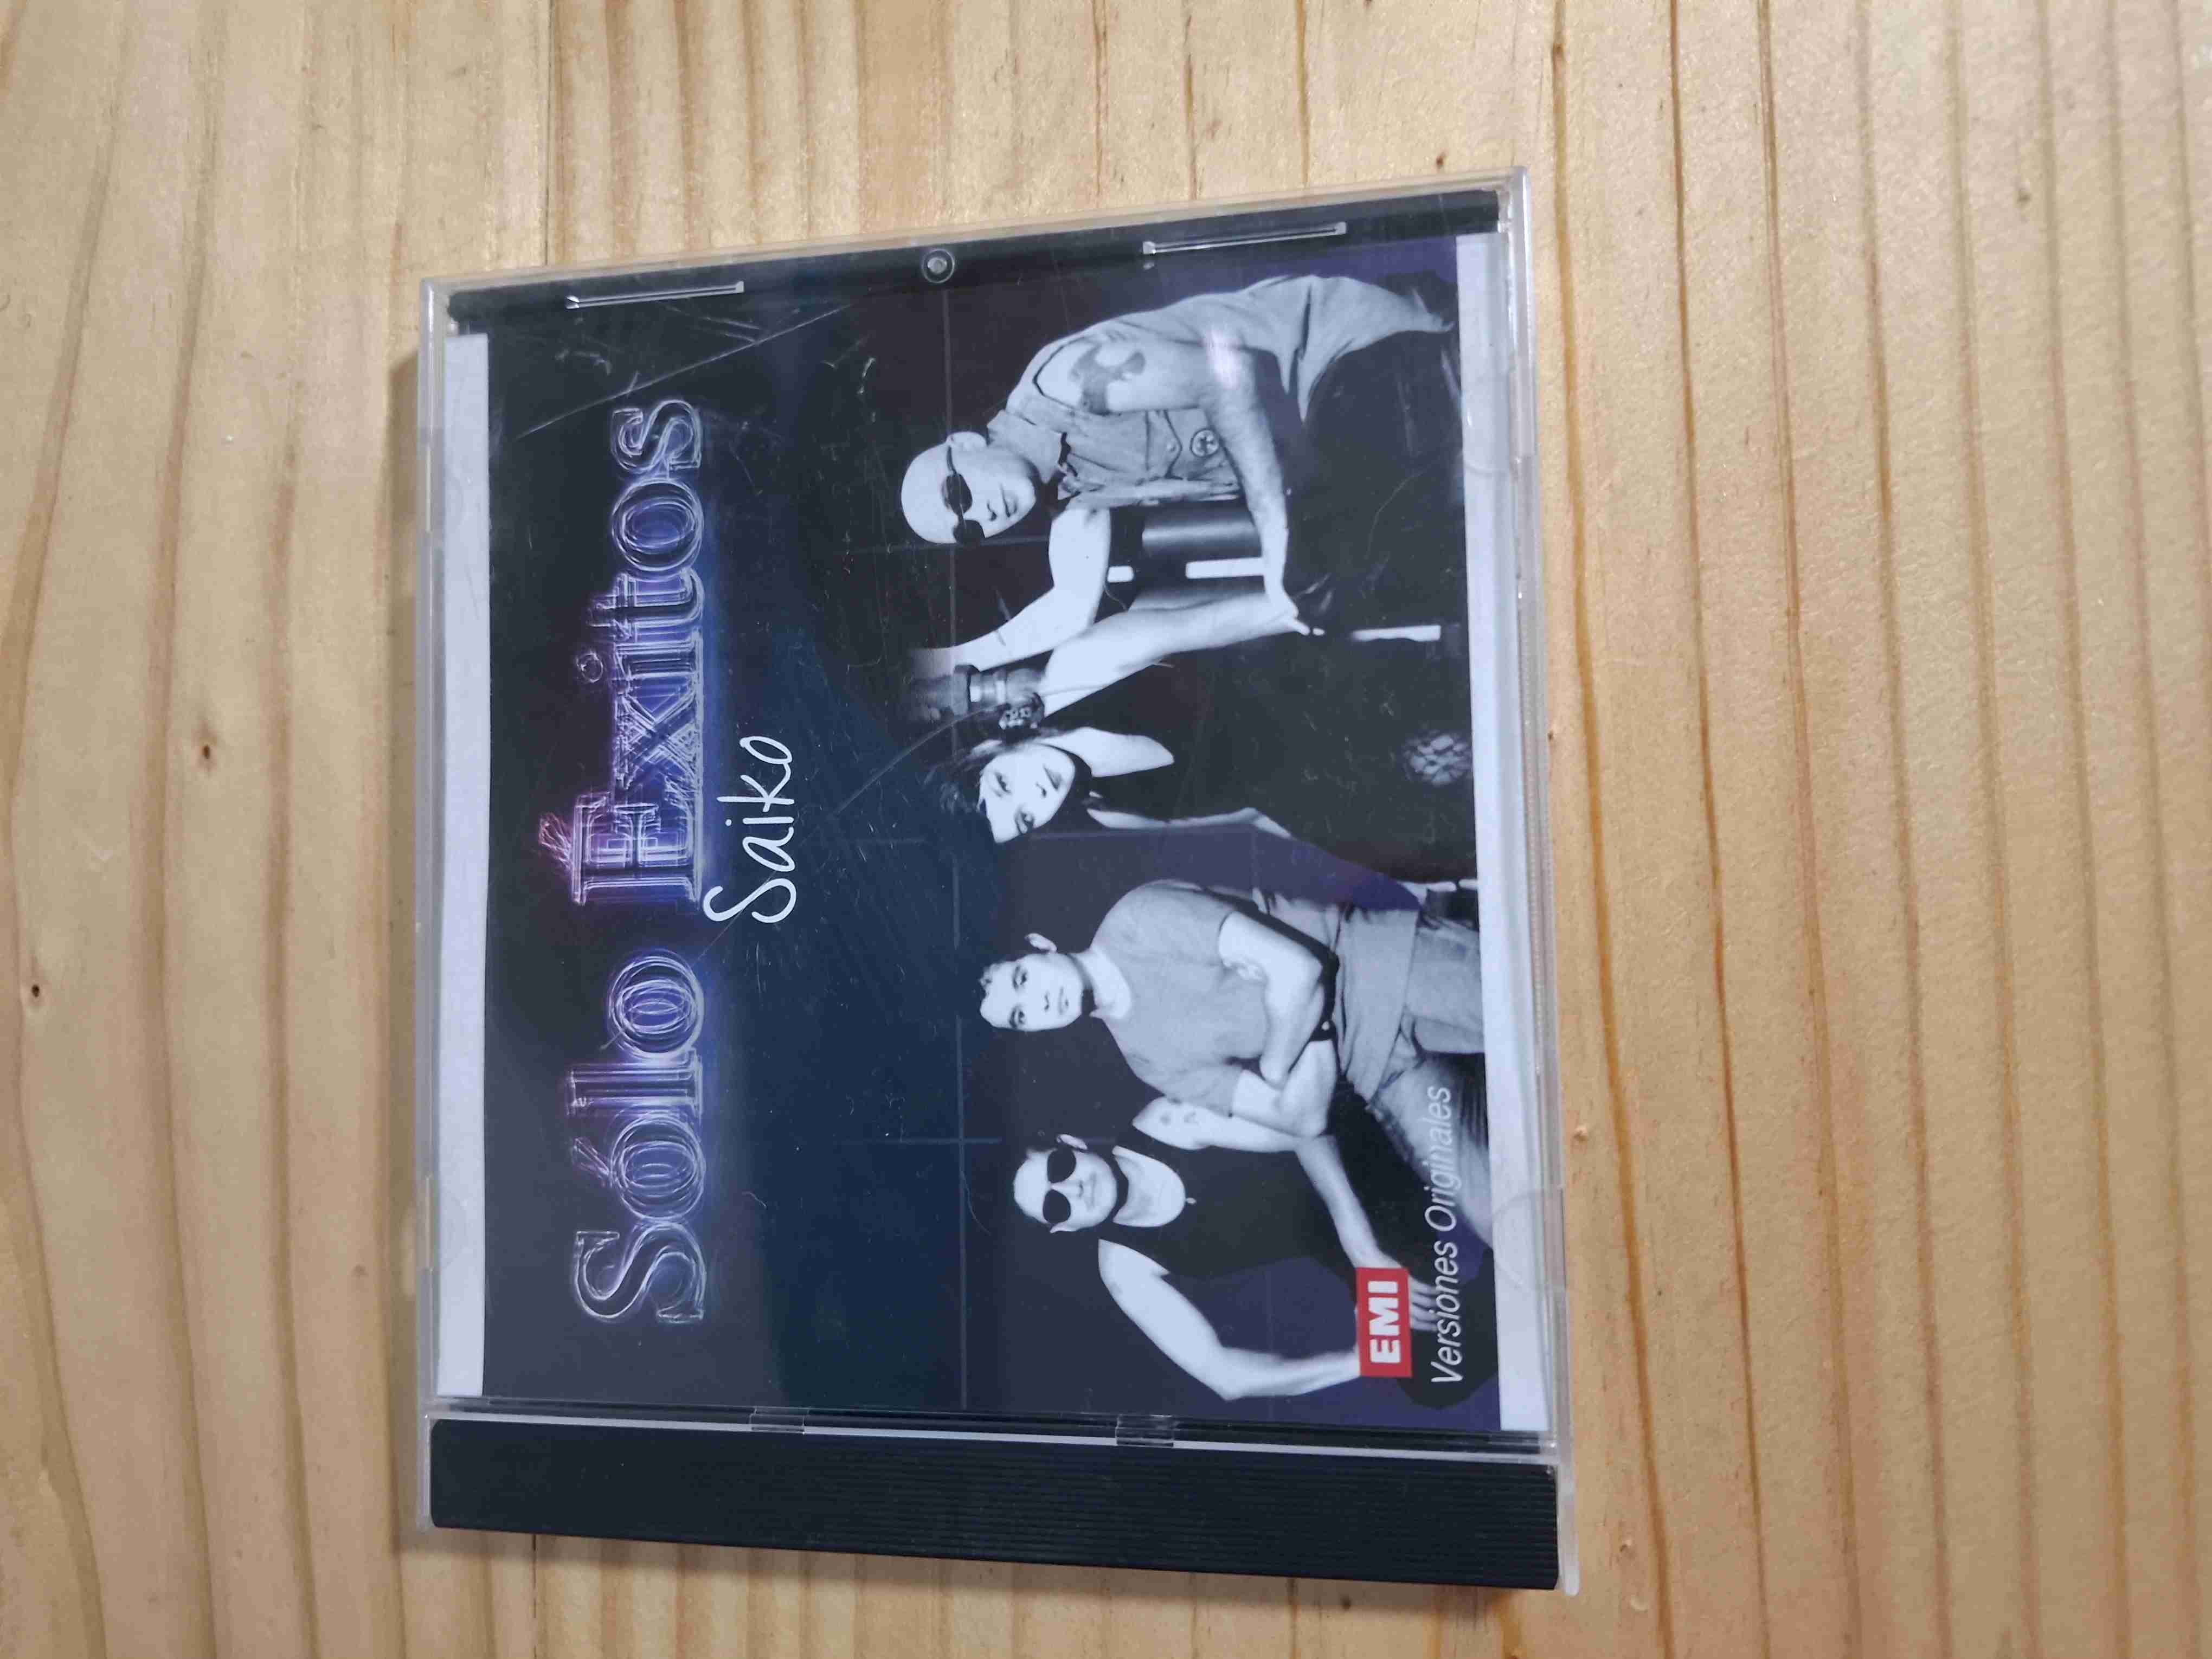 Sólo Éxitos
Saiko
EMI
Versiones Originales